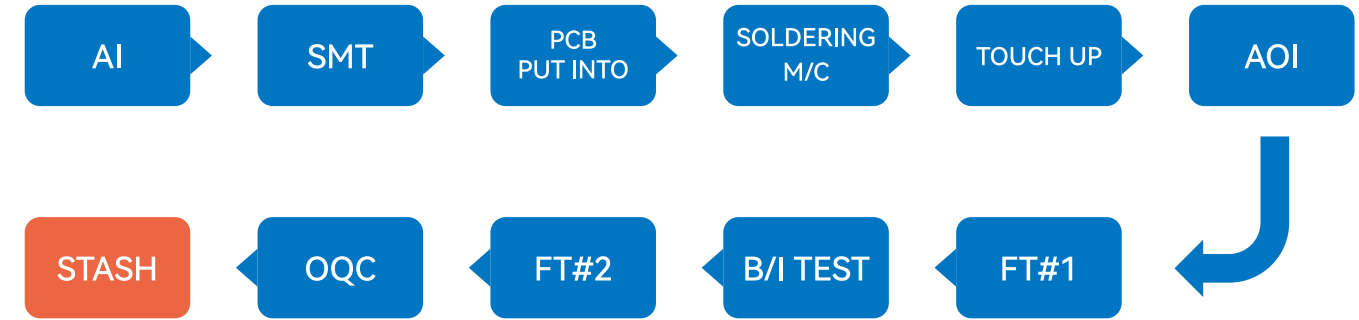 AI
SMT
PCB
PUT INTO
SOLDERING
M/C
TOUCH UP
AOI
FT#1
B/I TEST
FT#2
OQC
STASH